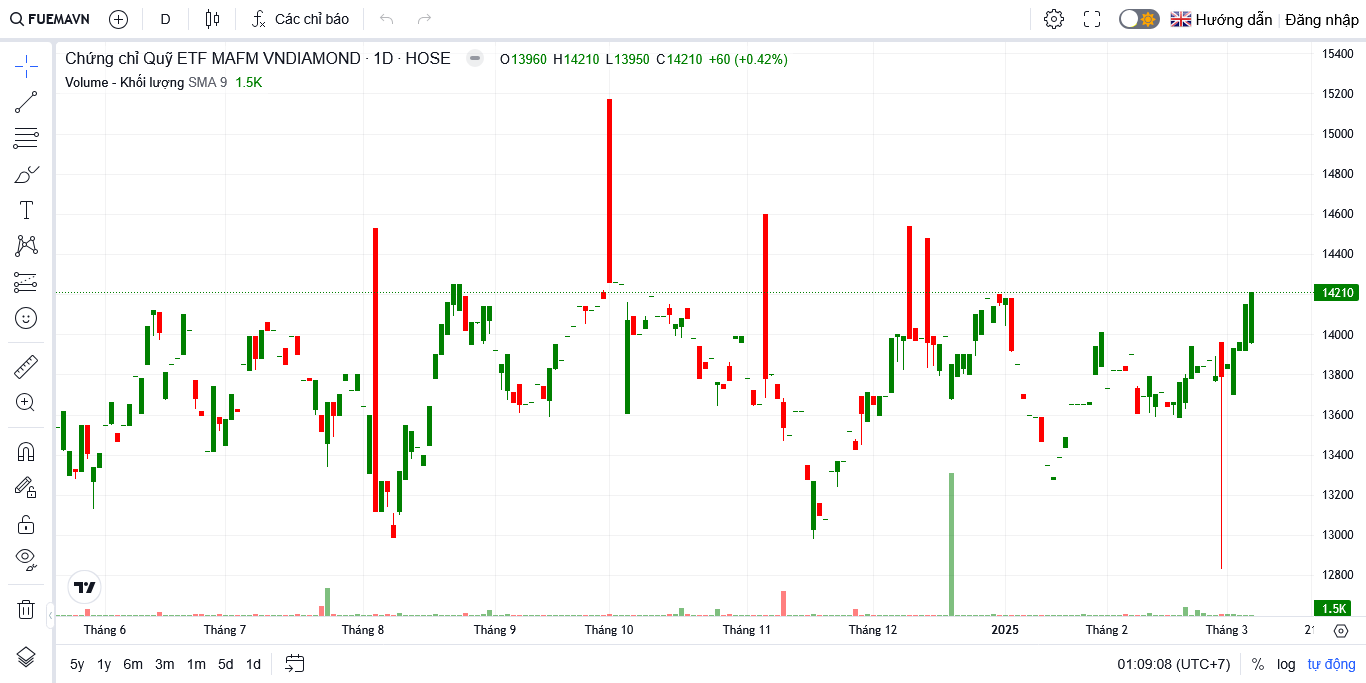 FUEMAVN D Các chỉ báo Hướng dẫn Đăng nhập
Chứng chỉ Quỹ ETF MAFM VNDIAMOND · 1D · HOSE O13960 H14210 L13950 C14210 +60 (+0.42%)
Volume - Khối lượng SMA 9 1.5K
15400
15200
15000
14800
14600
14400
14210
14000
13800
13600
13400
13200
13000
12800
1.5K
Tháng 6 Tháng 7 Tháng 8 Tháng 9 Tháng 10 Tháng 11 Tháng 12 2025 Tháng 2 Tháng 3
5y 1y 6m 3m 1m 5d 1d 01:09:08 (UTC+7) % log tự động